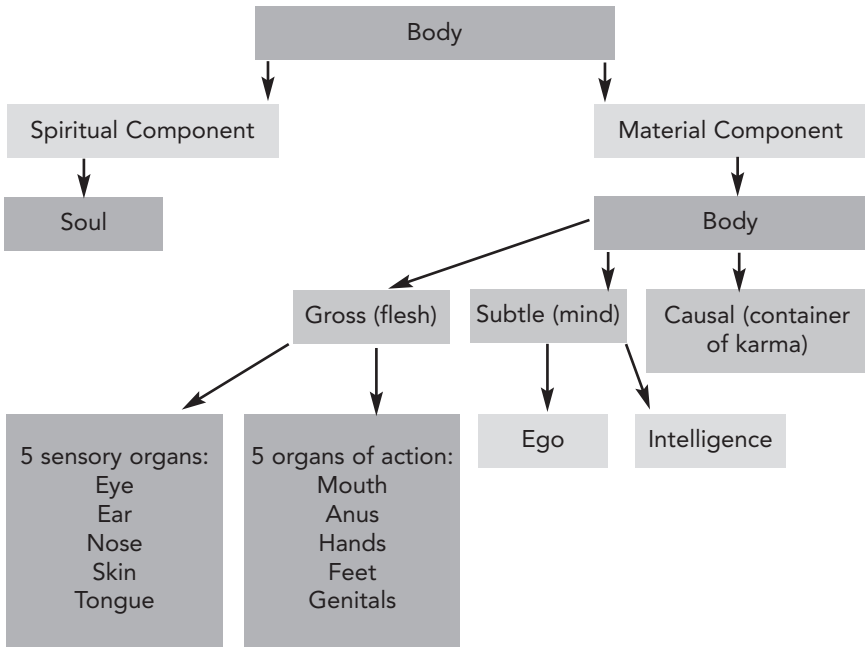 Body
Spiritual Component
Material Component
Soul
Body
Gross (flesh)
Subtle (mind)
Causal (container
of karma)
5 sensory organs:
Eye
Ear
Nose
Skin
Tongue
5 organs of action:
Mouth
Anus
Hands
Feet
Genitals
Ego
Intelligence